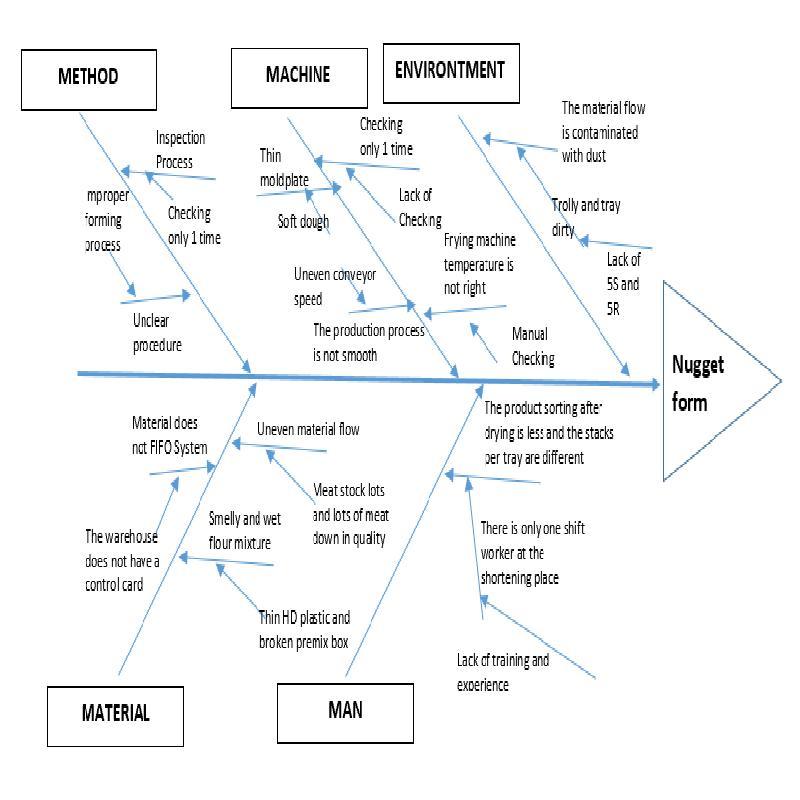 METHOD
MACHINE
ENVIRONTMENT
Inspection
Process
mproper
forming
process
Checking
only 1 time
Unclear
procedure
Thin
moldplate
Checking
only 1 time
Soft dough
Lack of
Checking
Uneven conveyor
speed
Frying machine
temperature is
not right
The production process
is not smooth
Manual
Checking
The material flow
is contaminated
with dust
Trolly and tray
dirty
Lack of
5S and
5R
Nugget
form
Material does
not FIFO System
Uneven material flow
The warehouse
does not have a
control card
Meat stock lots
and lots of meat
down in quality
Smelly and wet
flour mixture
Thin HD plastic and
broken premix box
The product sorting after
drying is less and the stacks
per tray are different
There is only one shift
worker at the
shortening place
Lack of training and
experience
MATERIAL
MAN